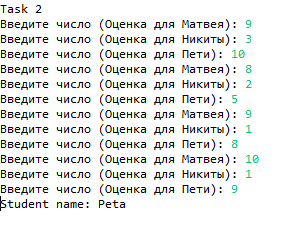 Task 2
Введите число (Оценка для Матвея): 9
Введите число (Оценка для Никиты): 3
Введите число (Оценка для Пети): 10
Введите число (Оценка для Матвея): 8
Введите число (Оценка для Никиты): 2
Введите число (Оценка для Пети): 5
Введите число (Оценка для Матвея): 9
Введите число (Оценка для Никиты): 1
Введите число (Оценка для Пети): 8
Введите число (Оценка для Матвея): 10
Введите число (Оценка для Никиты): 1
Введите число (Оценка для Пети): 9
Student name: Peta